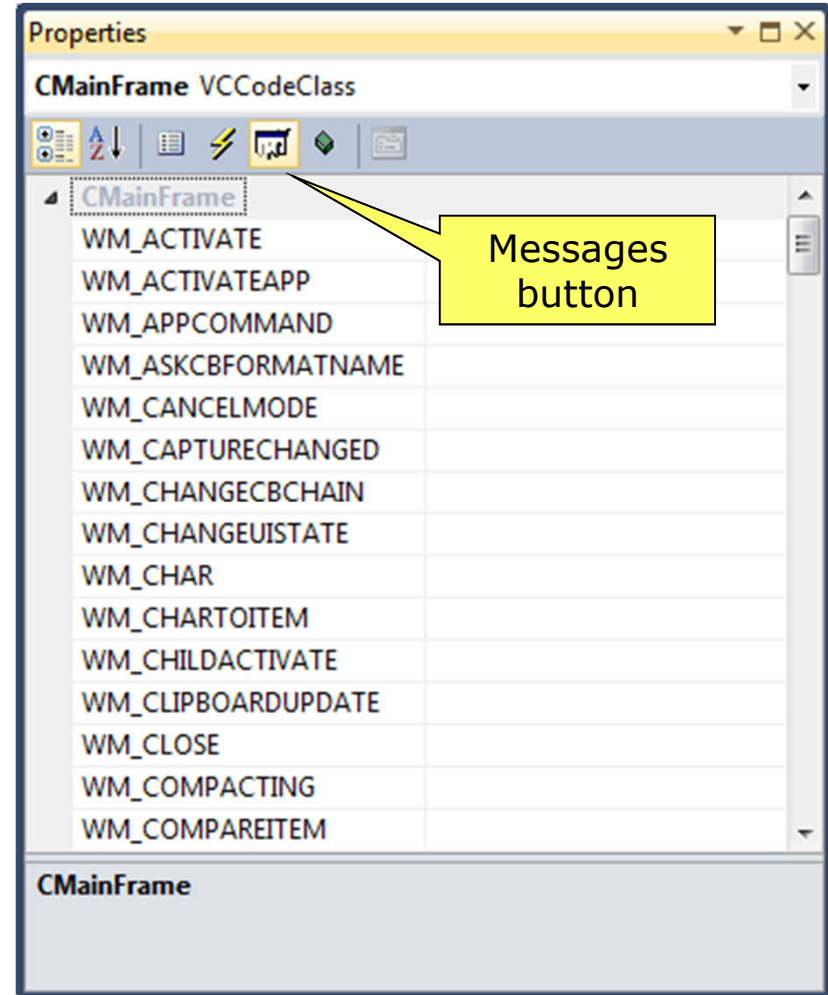 Properties
CMainFrame VCCodeClass
A
Z
CMainFrame
WM_ACTIVATE
WM_ACTIVATEAPP
WM_APPCOMMAND
WM_ASKCBFORMATNAME
WM_CANCELMODE
WM_CAPTURECHANGED
WM_CHANGECBCHAIN
WM_CHANGEUISTATE
WM_CHAR
WM_CHARTOITEM
WM_CHILDACTIVATE
WM_CLIPBOARDUPDATE
WM_CLOSE
WM_COMPACTING
WM_COMPAREITEM
Messages
button
CMainFrame